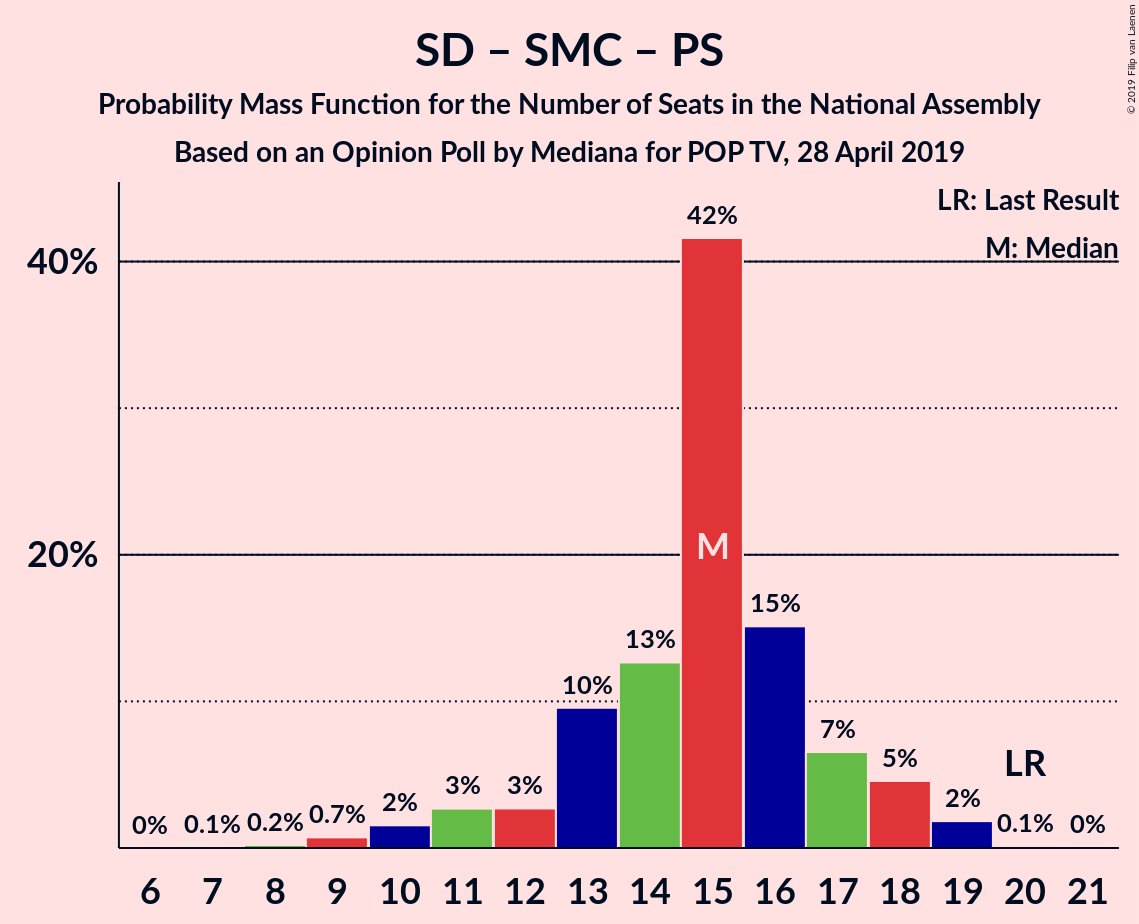 SD – SMC – PS
Probability Mass Function for the Number of Seats in the National Assembly
Based on an Opinion Poll by Mediana for POP TV, 28 April 2019
© 2019 Filip van Laenen
LR: Last Result
M: Median
40%
20%
0%
0.1%
0.2%
0.7%
2%
3%
3%
10%
13%
42%
M
15%
7%
5%
2%
LR
0.1%
0%
6 7 8 9 10 11 12 13 14 15 16 17 18 19 20 21